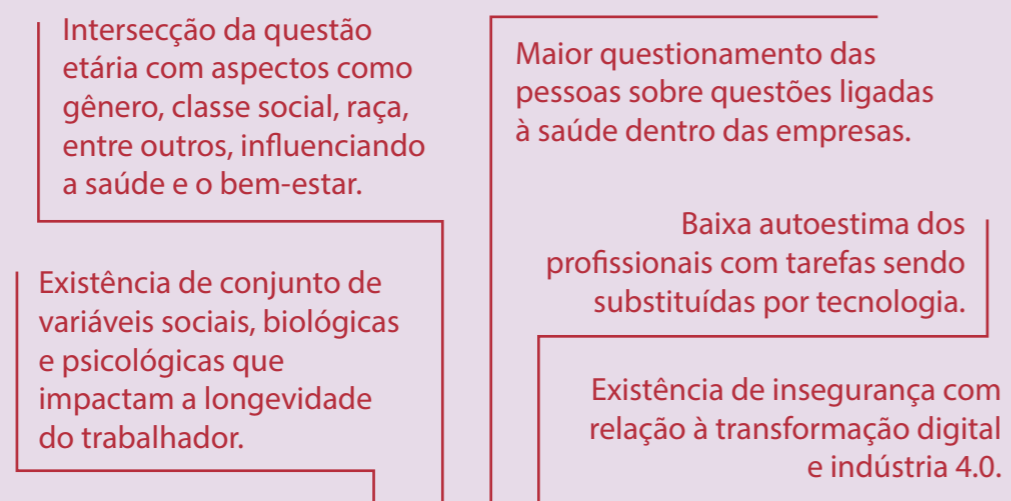 Intersecção da questão
etária com aspectos como
gênero, classe social, raça,
entre outros, influenciando
a saúde e o bem-estar.
Existência de conjunto de
variáveis sociais, biológicas
e psicológicas que
impactam a longevidade
do trabalhador.
Maior questionamento das
pessoas sobre questões ligadas
à saúde dentro das empresas.
Baixa autoestima dos
profissionais com tarefas sendo
substituídas por tecnologia.
Existência de insegurança com
relação à transformação digital
e indústria 4.0.